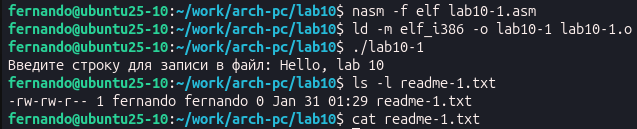 fernando@ubuntu25-10:~/work/arch-pc/lab10$ nasm -f elf lab10-1.asm
fernando@ubuntu25-10:~/work/arch-pc/lab10$ ld -m elf_i386 -o lab10-1 lab10-1.o
fernando@ubuntu25-10:~/work/arch-pc/lab10$ ./lab10-1
Введите строку для записи в файл: Hello, lab 10
fernando@ubuntu25-10:~/work/arch-pc/lab10$ ls -l readme-1.txt
-rw-rw-r-- 1 fernando fernando 0 Jan 31 01:29 readme-1.txt
fernando@ubuntu25-10:~/work/arch-pc/lab10$ cat readme-1.txt